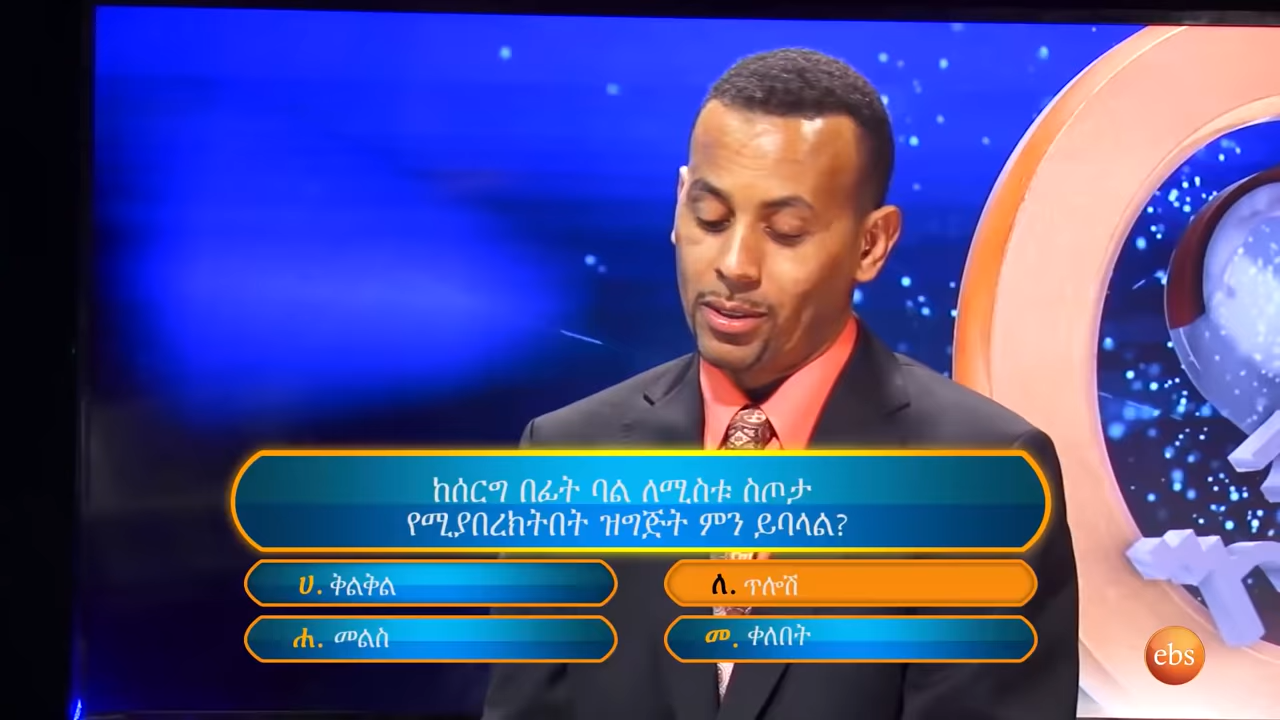 ከሰርግ በፊት ባል ለሚስቱ ስጦታ
የሚያበረክትበት ዝግጅት ምን ይባላል?
ሀ. ቅልቅል
ለ. ጥሎሽ
ሐ. መልስ
መ. ቀለበት
ebs